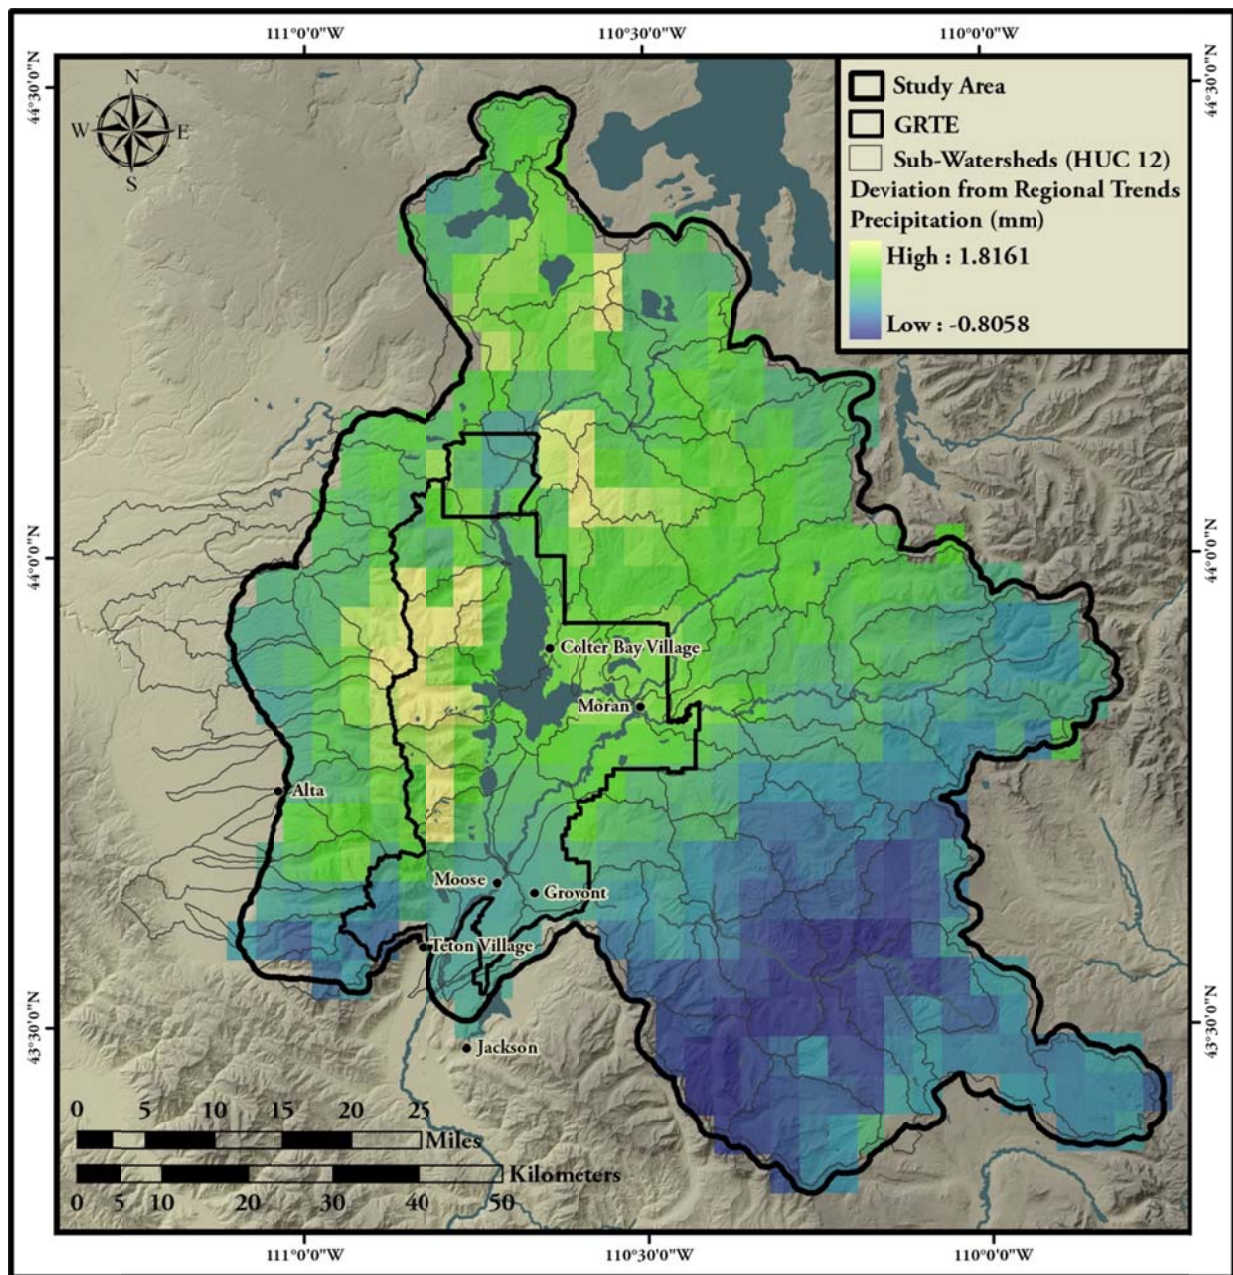 111°0'0"W 110°30'0"W 110°0'0"W
44°30'0"N
44°30'0"N
N
W E
S
Study Area
GRTE
Sub-Watersheds (HUC 12)
Deviation from Regional Trends
Precipitation (mm)
High : 1.8161
Low : -0.8058
44°0'0"N
44°0'0"N
Colter Bay Village
Moran
Alta
Moose
Grovont
Teton Village
43°30'0"N
43°30'0"N
Jackson
0 5 10 15 20 25
Miles
Kilometers
0 5 10 20 30 40 50
111°0'0"W 110°30'0"W 110°0'0"W